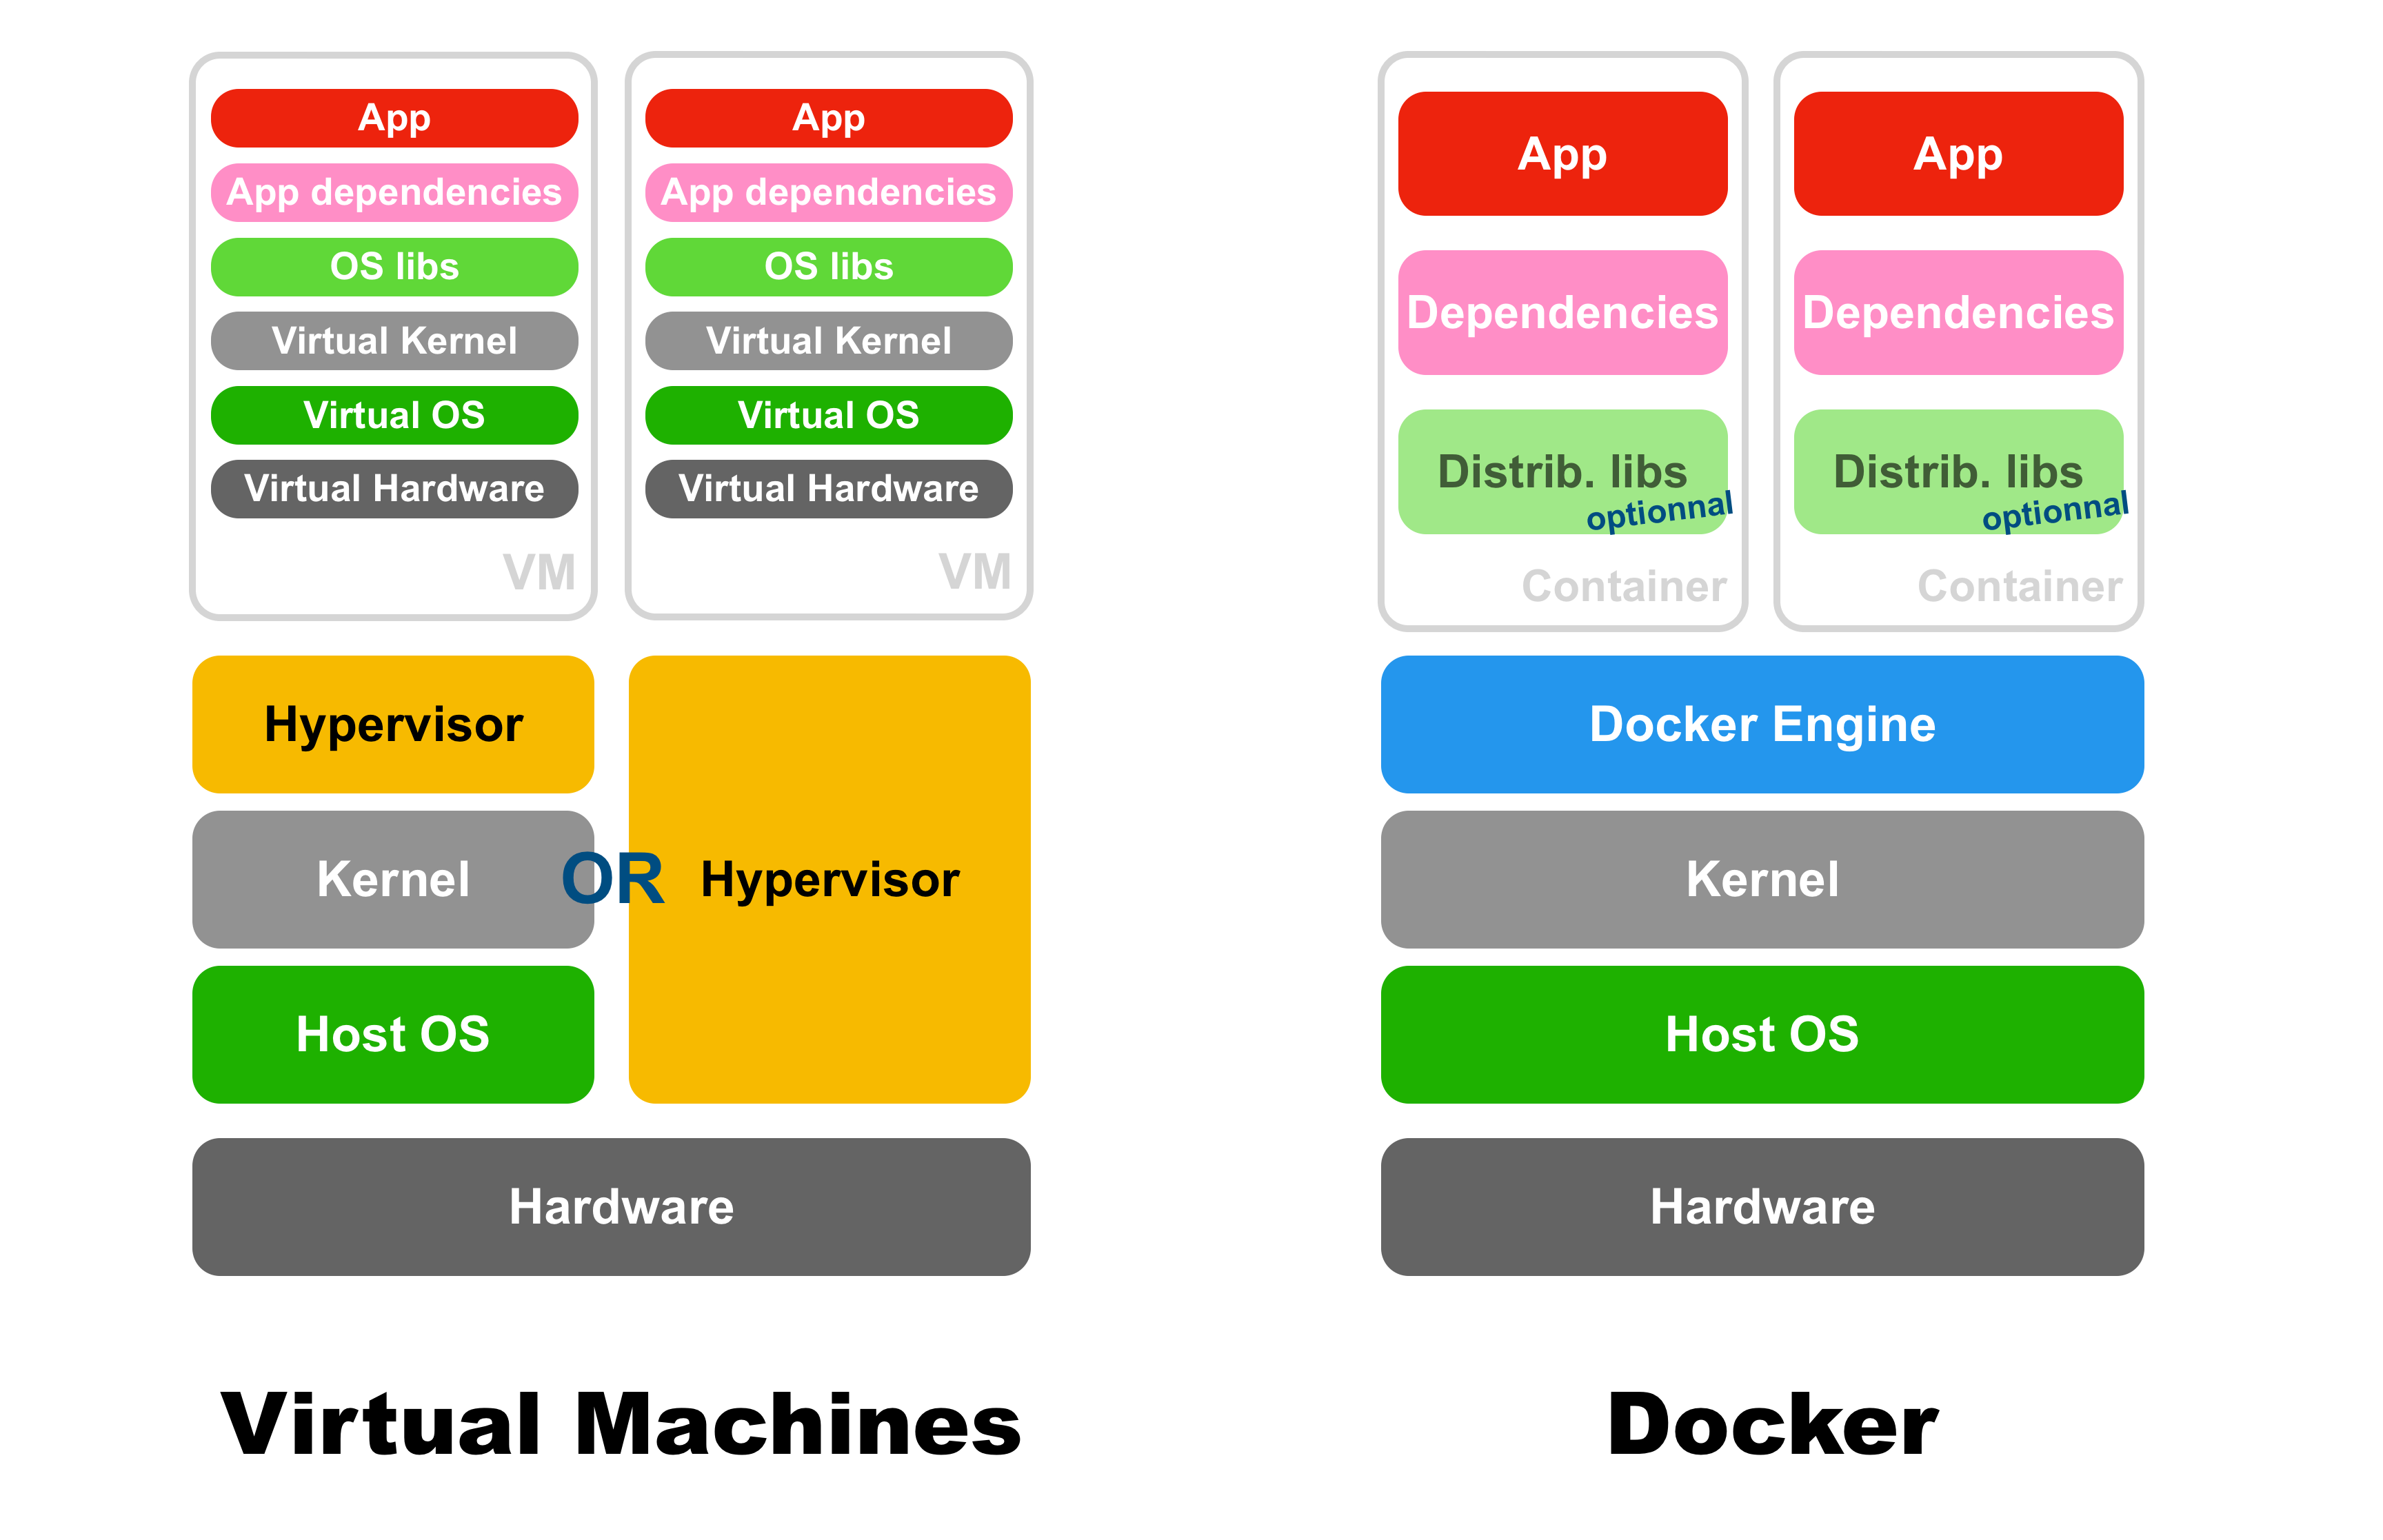 App
App dependencies
OS libs
Virtual Kernel
Virtual OS
Virtual Hardware
VM
App
App dependencies
OS libs
Virtual Kernel
Virtual OS
Virtual Hardware
VM
Hypervisor
Kernel
Host OS
OR
Hypervisor
Hardware
Virtual Machines
App
Dependencies
Distrib. libs
optionnal
Container
App
Dependencies
Distrib. libs
optionnal
Container
Docker Engine
Kernel
Host OS
Hardware
Docker